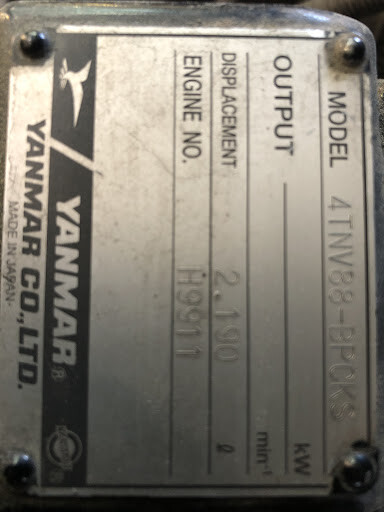 MODEL 4TNV88-BPCKS
OUTPUT kW
min⁻¹
DISPLACEMENT 2.190 ℓ
ENGINE NO. H9911
YANMAR®
YANMAR CO.,LTD.
MADE IN JAPAN